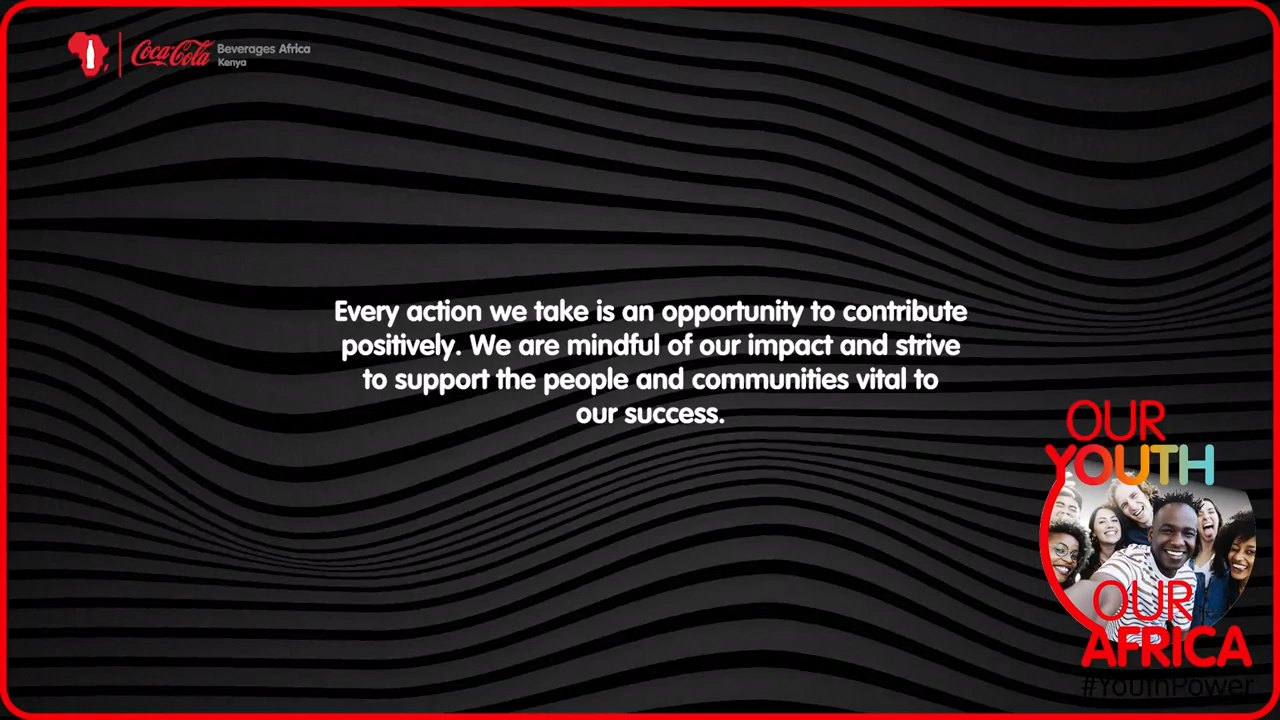 Coca-Cola Beverages Africa
Kenya
Every action we take is an opportunity to contribute
positively. We are mindful of our impact and strive
to support the people and communities vital to
our success.
OUR
YOUTH
OUR
AFRICA
#YouthPower